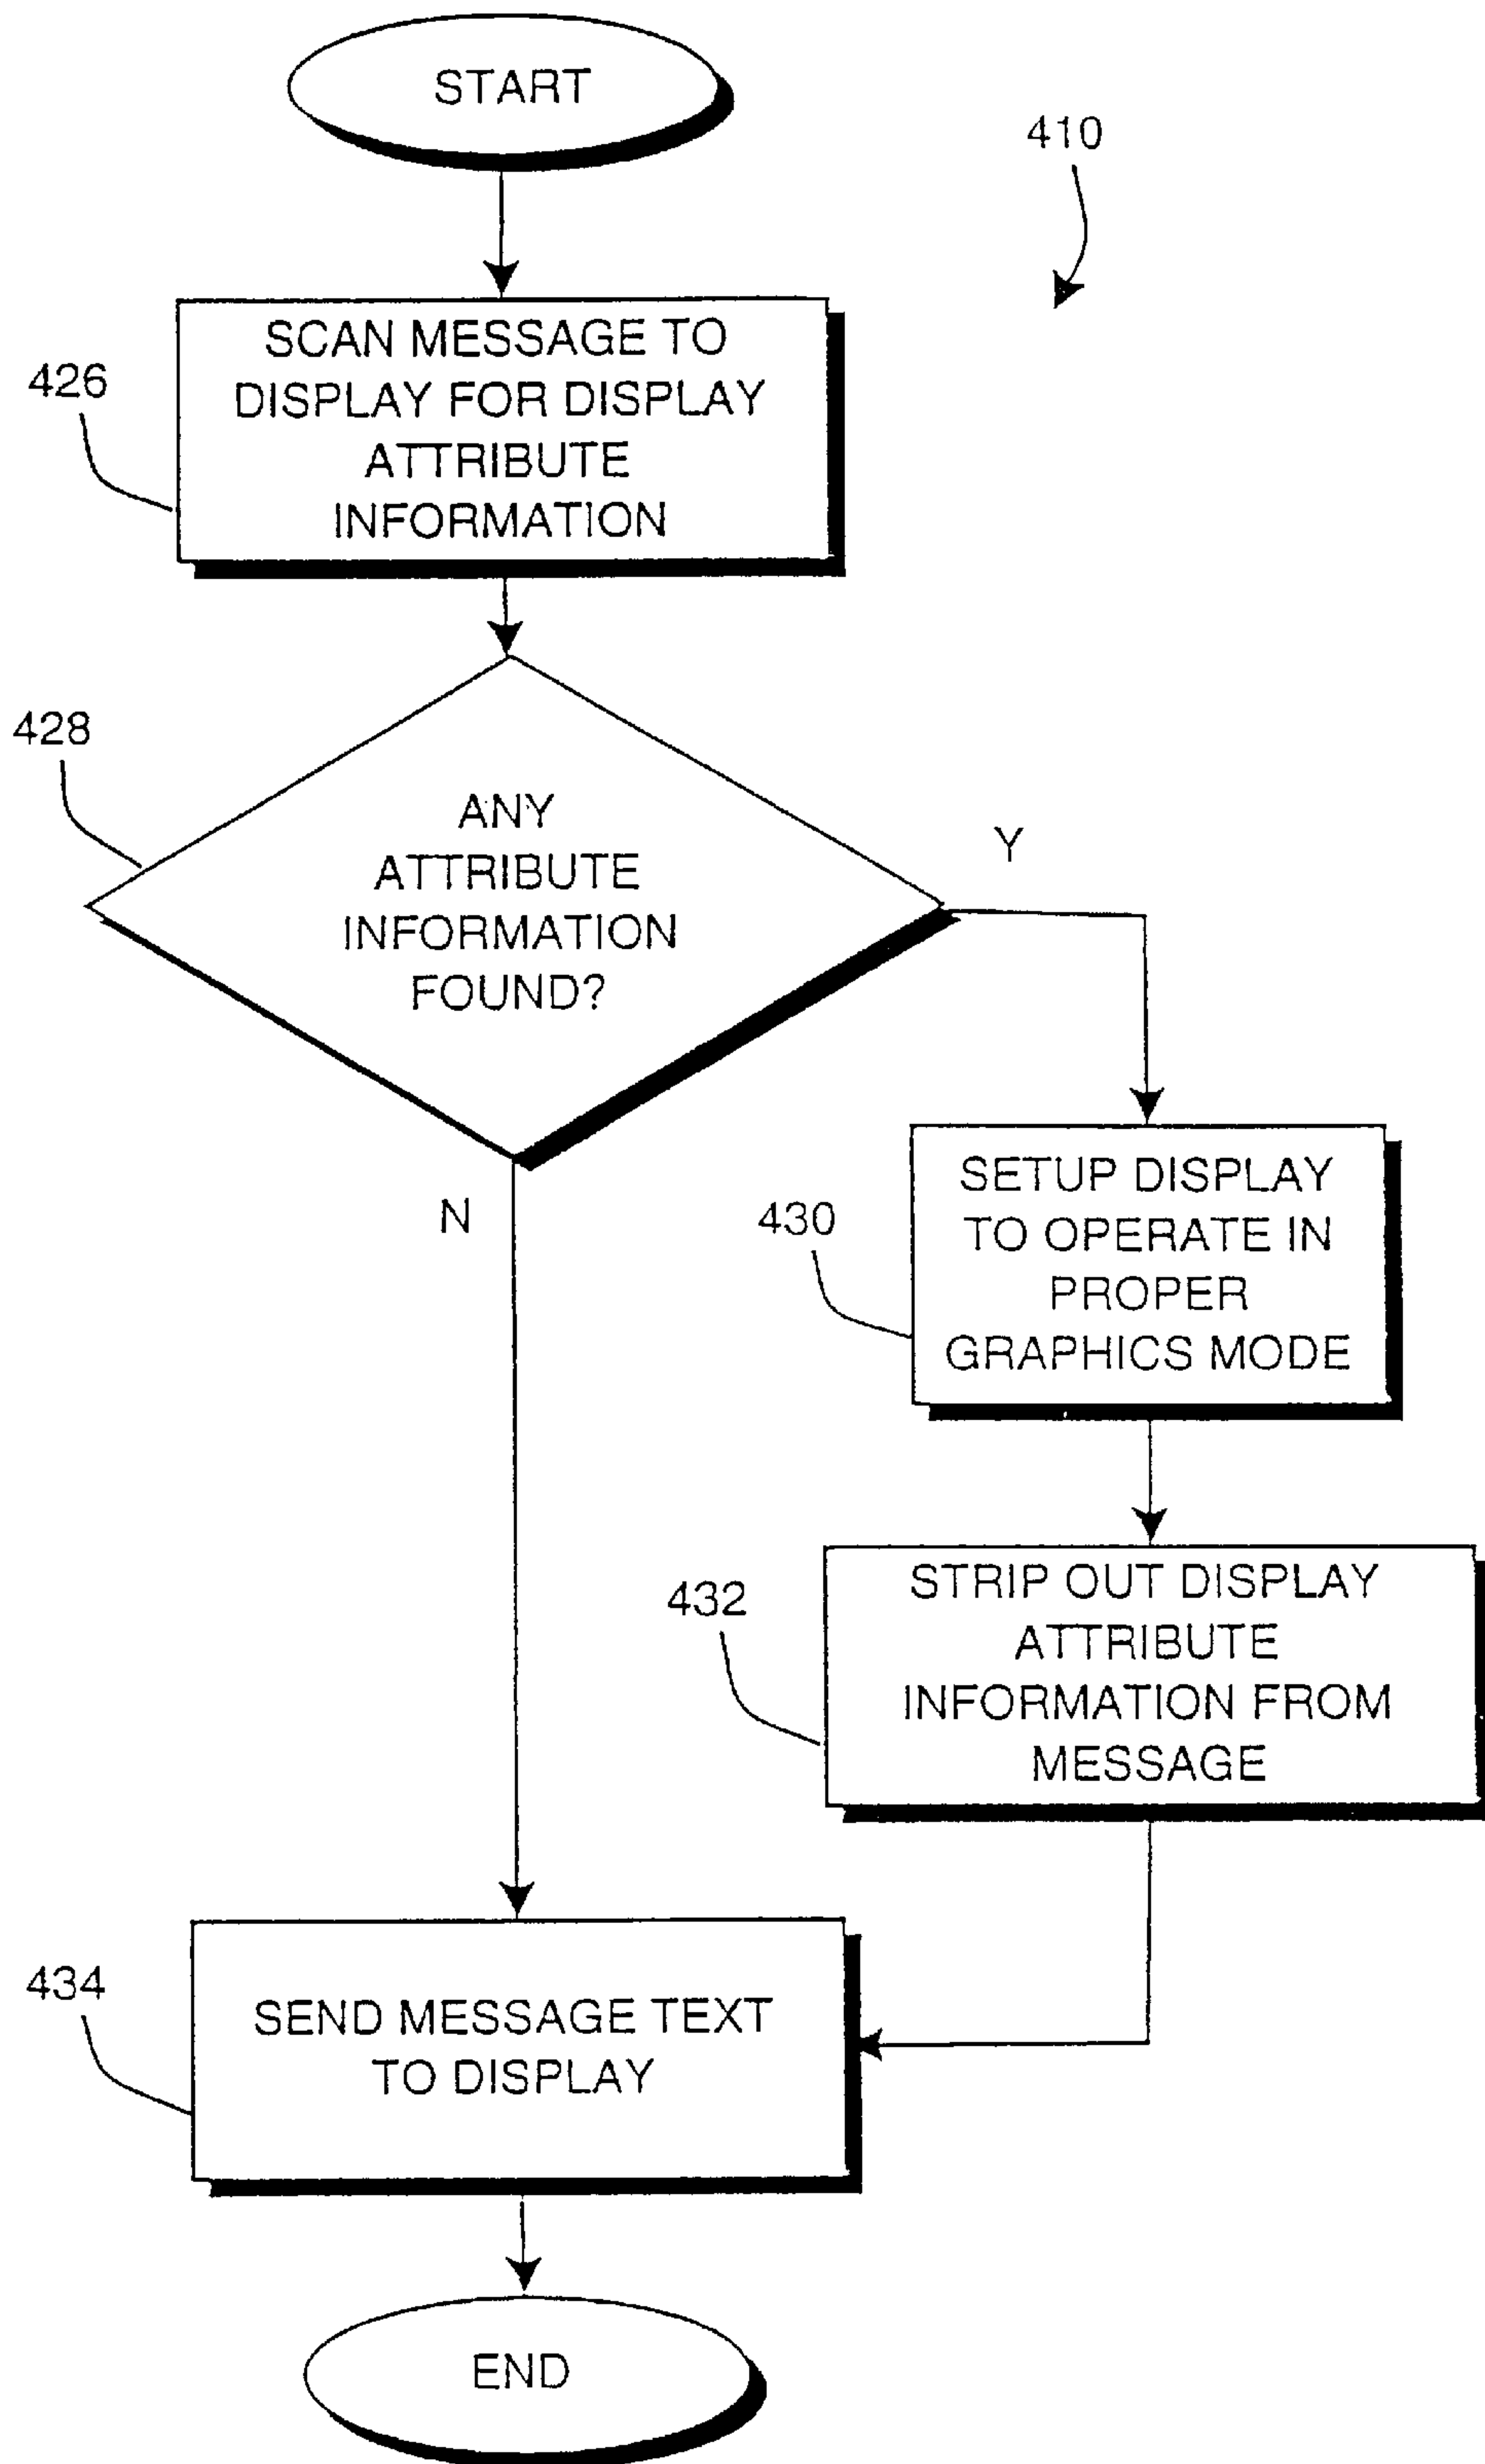 START
410
426
SCAN MESSAGE TO
DISPLAY FOR DISPLAY
ATTRIBUTE
INFORMATION
428
ANY
ATTRIBUTE
INFORMATION
FOUND?
Y
N
430
SETUP DISPLAY
TO OPERATE IN
PROPER
GRAPHICS MODE
432
STRIP OUT DISPLAY
ATTRIBUTE
INFORMATION FROM
MESSAGE
434
SEND MESSAGE TEXT
TO DISPLAY
END